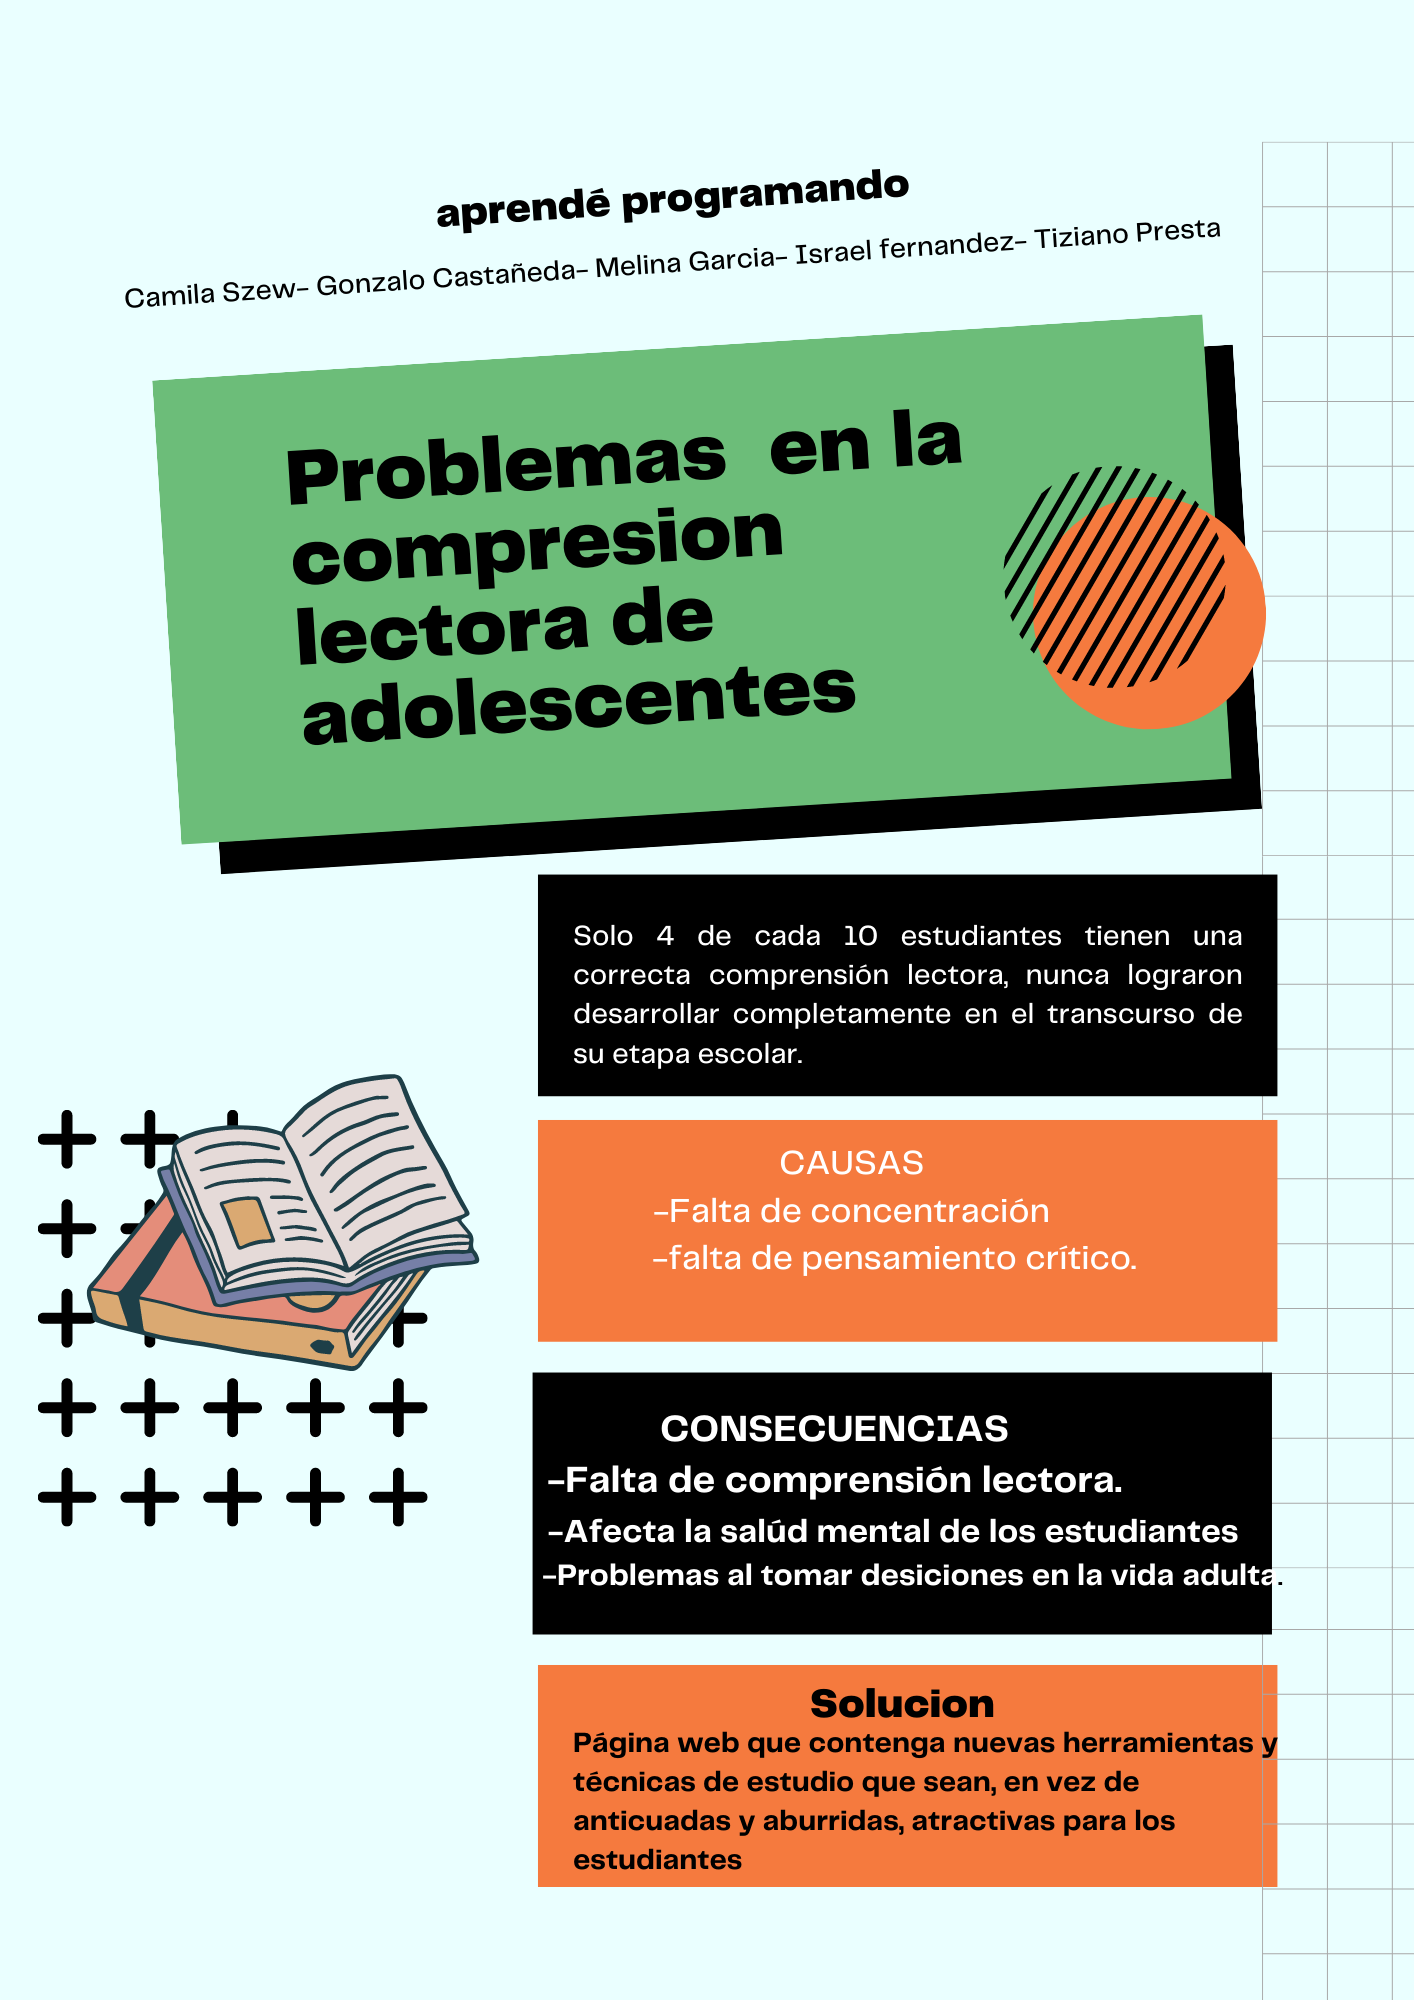 aprendé programando
Camila Szew- Gonzalo Castañeda- Melina Garcia- Israel fernandez- Tiziano Presta
Problemas en la
compresion
lectora de
adolescentes
Solo 4 de cada 10 estudiantes tienen una
correcta comprensión lectora, nunca lograron
desarrollar completamente en el transcurso de
su etapa escolar.
CAUSAS
-Falta de concentración
-falta de pensamiento crítico.
CONSECUENCIAS
-Falta de comprensión lectora.
-Afecta la salúd mental de los estudiantes
-Problemas al tomar desiciones en la vida adulta.
Solucion
Página web que contenga nuevas herramientas y
técnicas de estudio que sean, en vez de
anticuadas y aburridas, atractivas para los
estudiantes